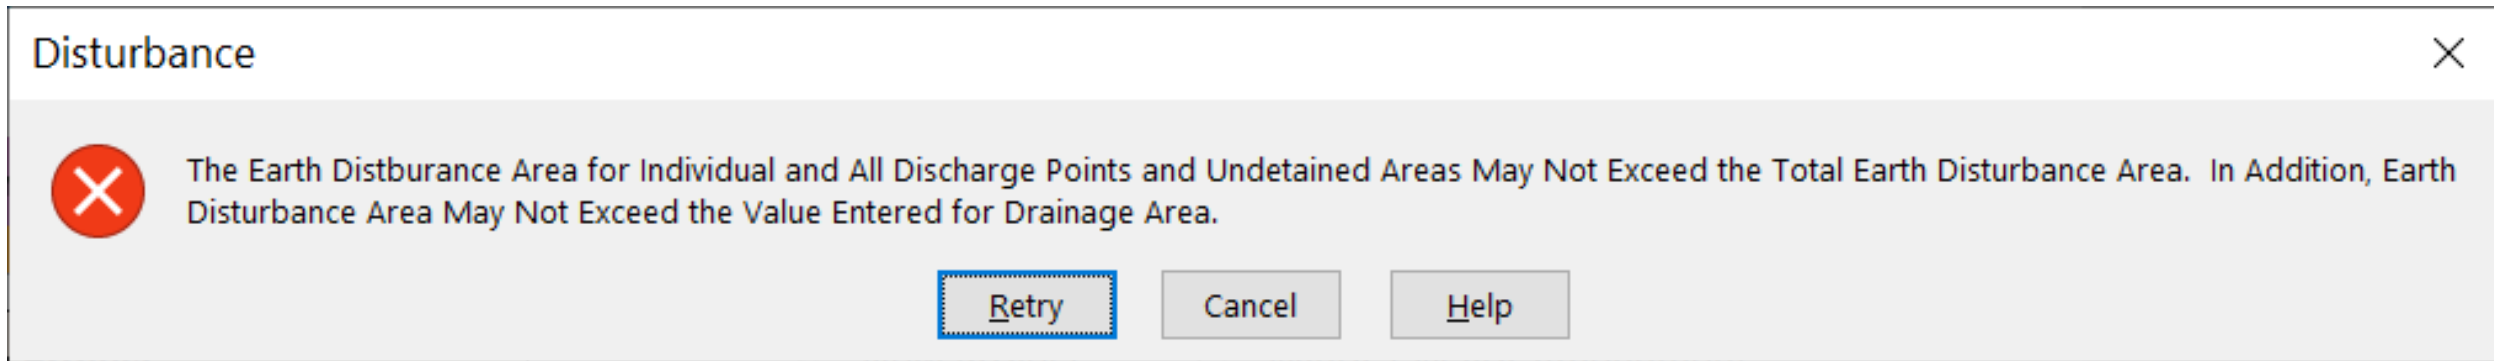 Disturbance
The Earth Distburance Area for Individual and All Discharge Points and Undetained Areas May Not Exceed the Total Earth Disturbance Area.  In Addition, Earth
Disturbance Area May Not Exceed the Value Entered for Drainage Area.
Retry Cancel Help